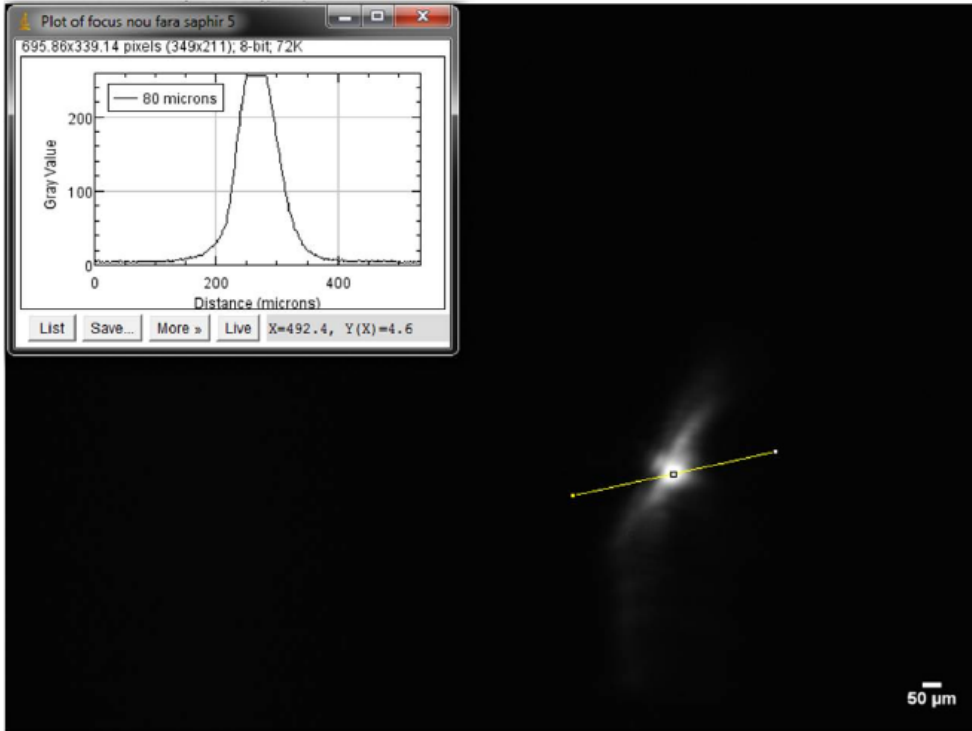 Plot of focus nou fara saphir 5
695.86x339.14 pixels (349x211); 8-bit; 72K
80 microns
200
100
0
Gray Value
0 200 400
Distance (microns)
List Save... More » Live X=492.4, Y(X)=4.6
50 µm